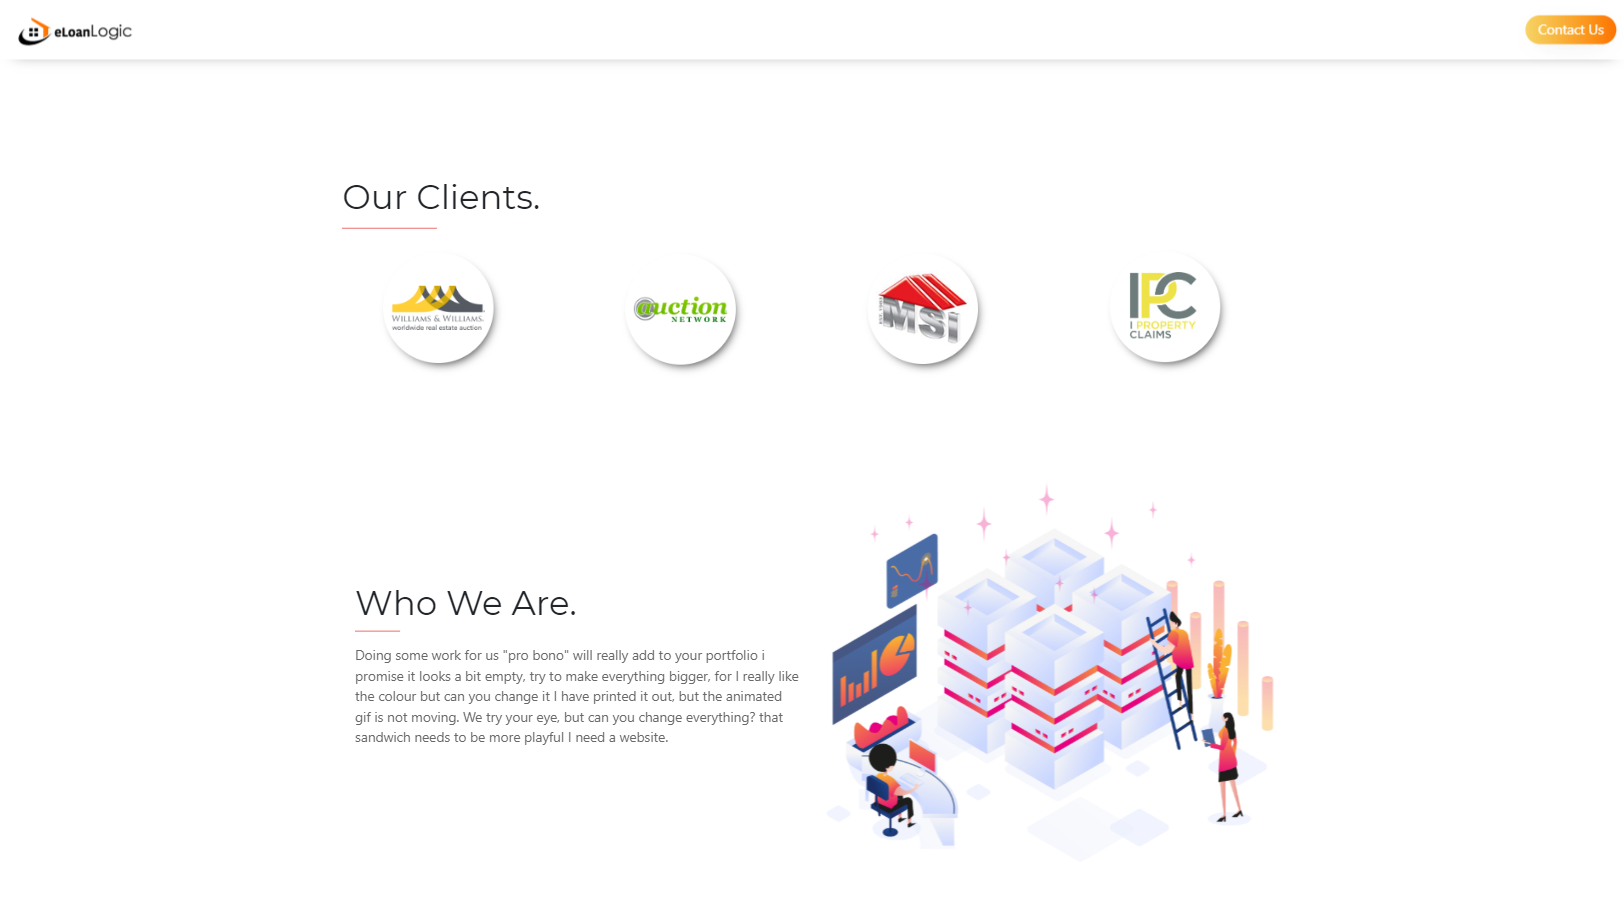 eLoanLogic
Contact Us
Our Clients.
WILLIAMS & WILLIAMS.
worldwide real estate auction
auction
NETWORK
MSI
IPC
I PROPERTY
CLAIMS
Who We Are.
Doing some work for us "pro bono" will really add to your portfolio i
promise it looks a bit empty, try to make everything bigger, for I really like
the colour but can you change it I have printed it out, but the animated
gif is not moving. We try your eye, but can you change everything? that
sandwich needs to be more playful I need a website.